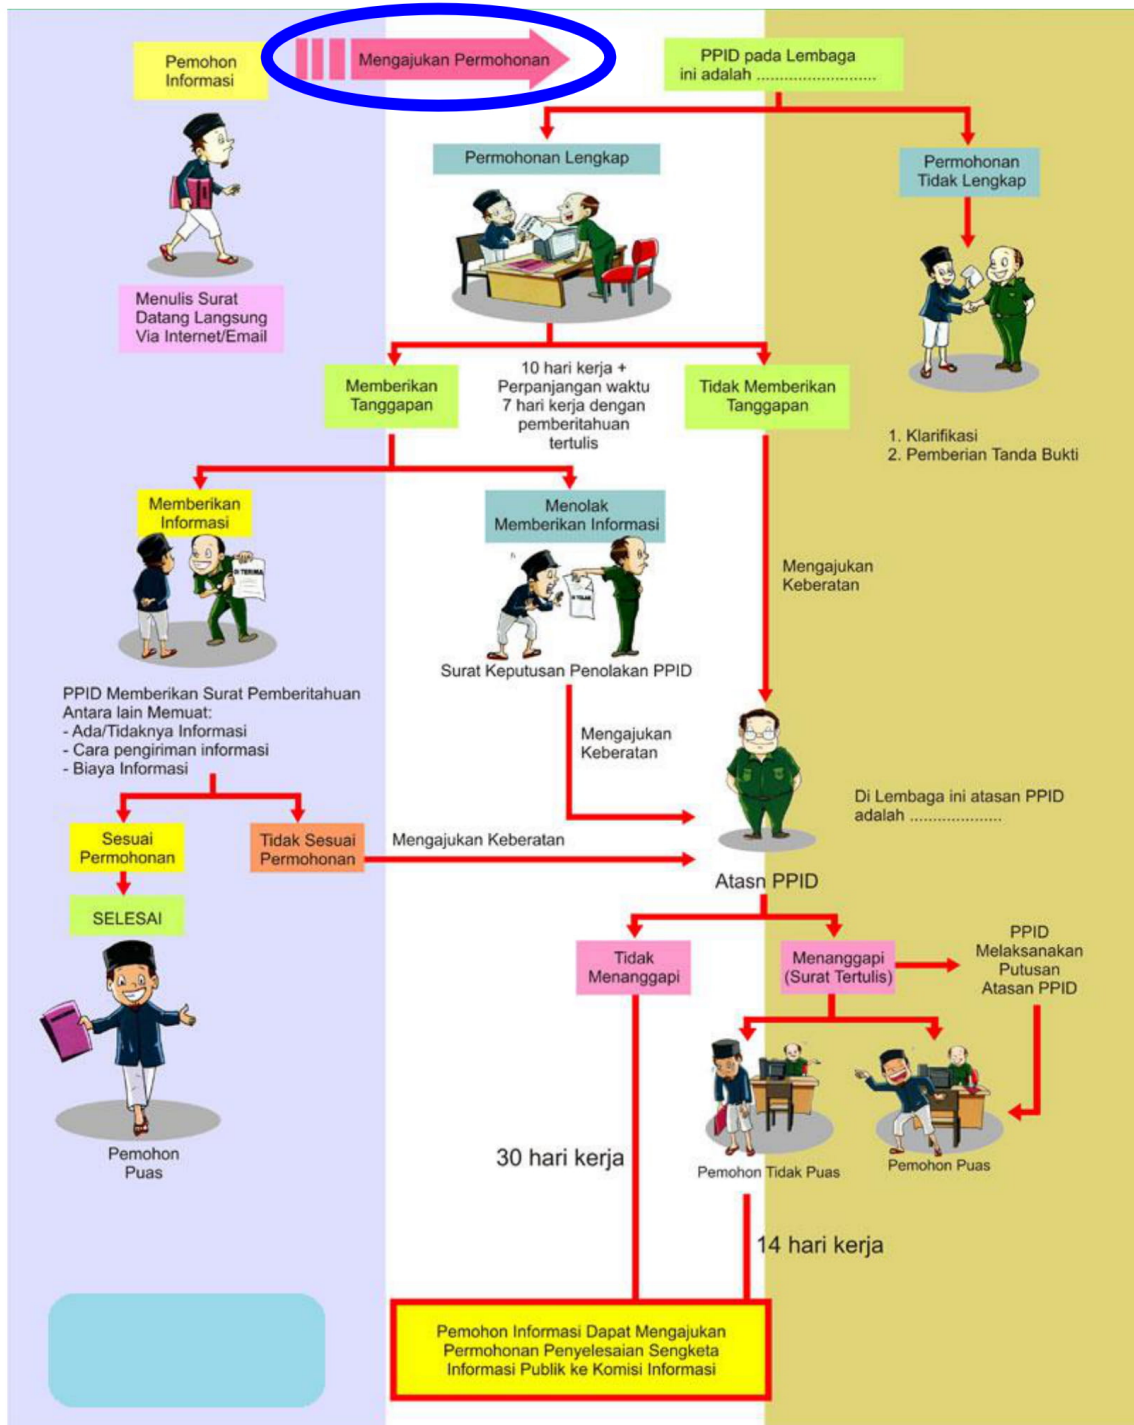 Pemohon
Informasi
Mengajukan Permohonan
PPID pada Lembaga
ini adalah ..........................
Permohonan Lengkap
Permohonan
Tidak Lengkap
Menulis Surat
Datang Langsung
Via Internet/Email
Memberikan
Tanggapan
10 hari kerja +
Perpanjangan waktu
7 hari kerja dengan
pemberitahuan
tertulis
Tidak Memberikan
Tanggapan
1. Klarifikasi
2. Pemberian Tanda Bukti
Memberikan
Informasi
Menolak
Memberikan Informasi
DI TERIMA
DI TOLAK
Mengajukan
Keberatan
Surat Keputusan Penolakan PPID
PPID Memberikan Surat Pemberitahuan
Antara lain Memuat:
- Ada/Tidaknya Informasi
- Cara pengiriman informasi
- Biaya Informasi
Mengajukan
Keberatan
Di Lembaga ini atasan PPID
adalah ....................
Sesuai
Permohonan
Tidak Sesuai
Permohonan
Mengajukan Keberatan
Atasn PPID
SELESAI
Tidak
Menanggapi
Menanggapi
(Surat Tertulis)
PPID
Melaksanakan
Putusan
Atasan PPID
Pemohon
Puas
30 hari kerja
Pemohon Tidak Puas
Pemohon Puas
14 hari kerja
Pemohon Informasi Dapat Mengajukan
Permohonan Penyelesaian Sengketa
Informasi Publik ke Komisi Informasi